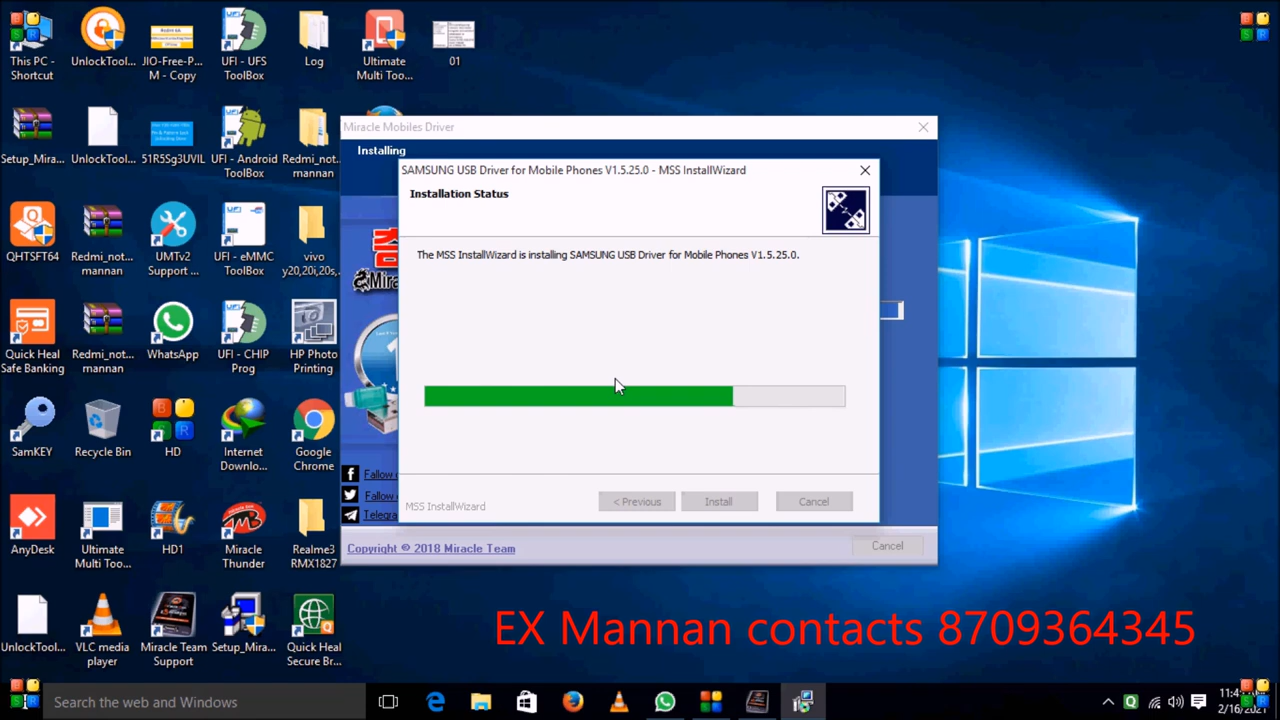 This PC - Shortcut
UnlockTool...
JIO-Free-P... M - Copy
UFI - UFS ToolBox
Log
Ultimate Multi Too...
01
Setup_Mira...
UnlockTool...
51R5Sg3UVIL
UFI - Android ToolBox
Redmi_not... mannan
QHTSFT64
Redmi_not... mannan
UMTv2 Support ...
UFI - eMMC ToolBox
vivo y20,20i,20s,...
Quick Heal Safe Banking
Redmi_not... mannan
WhatsApp
UFI - CHIP Prog
HP Photo Printing
SamKEY
Recycle Bin
HD
Internet Downlo...
Google Chrome
AnyDesk
Ultimate Multi Too...
HD1
Miracle Thunder
Realme3 RMX1827
UnlockTool...
VLC media player
Miracle Team Support
Setup_Mira...
Quick Heal Secure Br...
Miracle Mobiles Driver
Installing
SAMSUNG USB Driver for Mobile Phones V1.5.25.0 - MSS InstallWizard
Installation Status
The MSS InstallWizard is installing SAMSUNG USB Driver for Mobile Phones V1.5.25.0.
MSS InstallWizard
< Previous
Install
Cancel
Fallow
Fallow
Telegra
Copyright © 2018 Miracle Team
Cancel
EX Mannan contacts 8709364345
Search the web and Windows